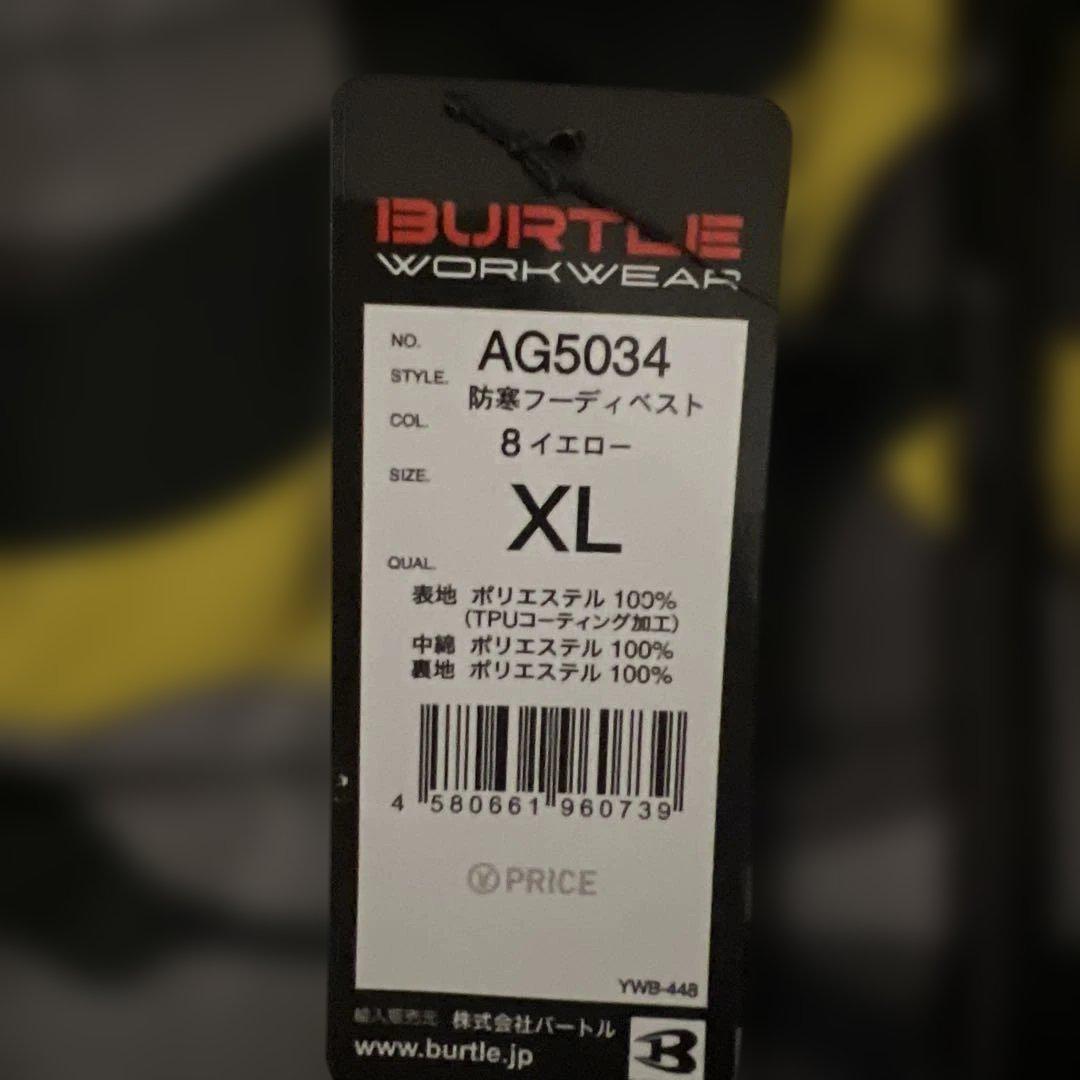 BURTLE
WORKWEAR
NO. AG5034
STYLE. 防寒フーディベスト
COL. 8 イエロー
SIZE. XL
QUAL.
表地 ポリエステル 100%
(TPUコーティング加工)
中綿 ポリエステル 100%
裏地 ポリエステル 100%
4 580661 960739
PRICE
YWB-448
輸入販売元 株式会社バートル
www.burtle.jp